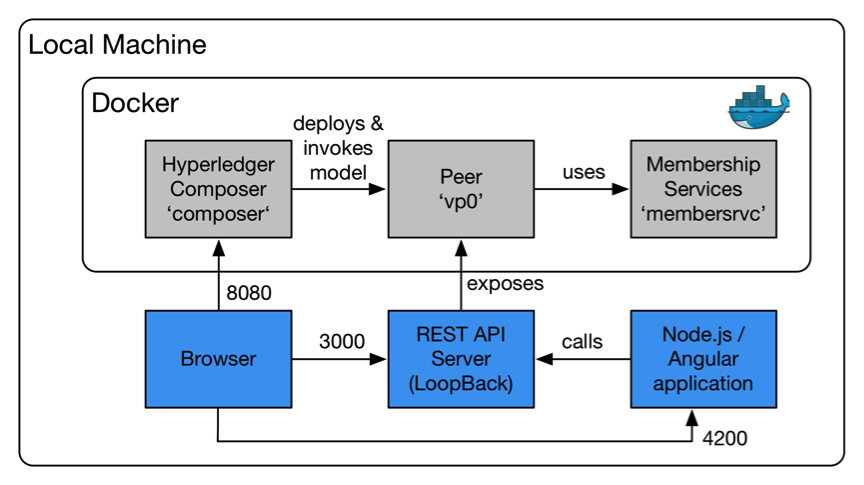 Local Machine
Docker
deploys &
invokes
model
Hyperledger
Composer
‘composer‘
Peer
‘vp0’
uses
Membership
Services
‘membersrvc’
8080
exposes
Browser
3000
REST API
Server
(LoopBack)
calls
Node.js /
Angular
application
4200